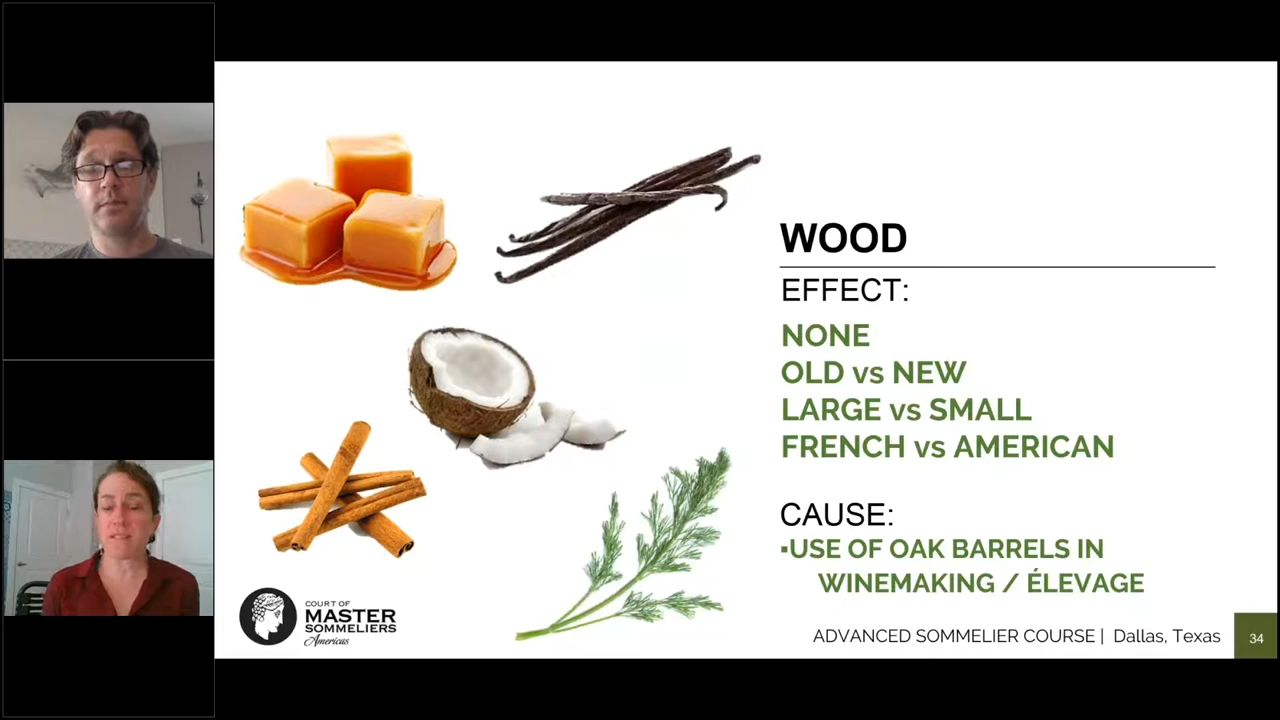 WOOD
EFFECT:
NONE
OLD vs NEW
LARGE vs SMALL
FRENCH vs AMERICAN
CAUSE:
▪USE OF OAK BARRELS IN
WINEMAKING / ÉLEVAGE
COURT OF
MASTER
SOMMELIERS
Americas
ADVANCED SOMMELIER COURSE | Dallas, Texas
34